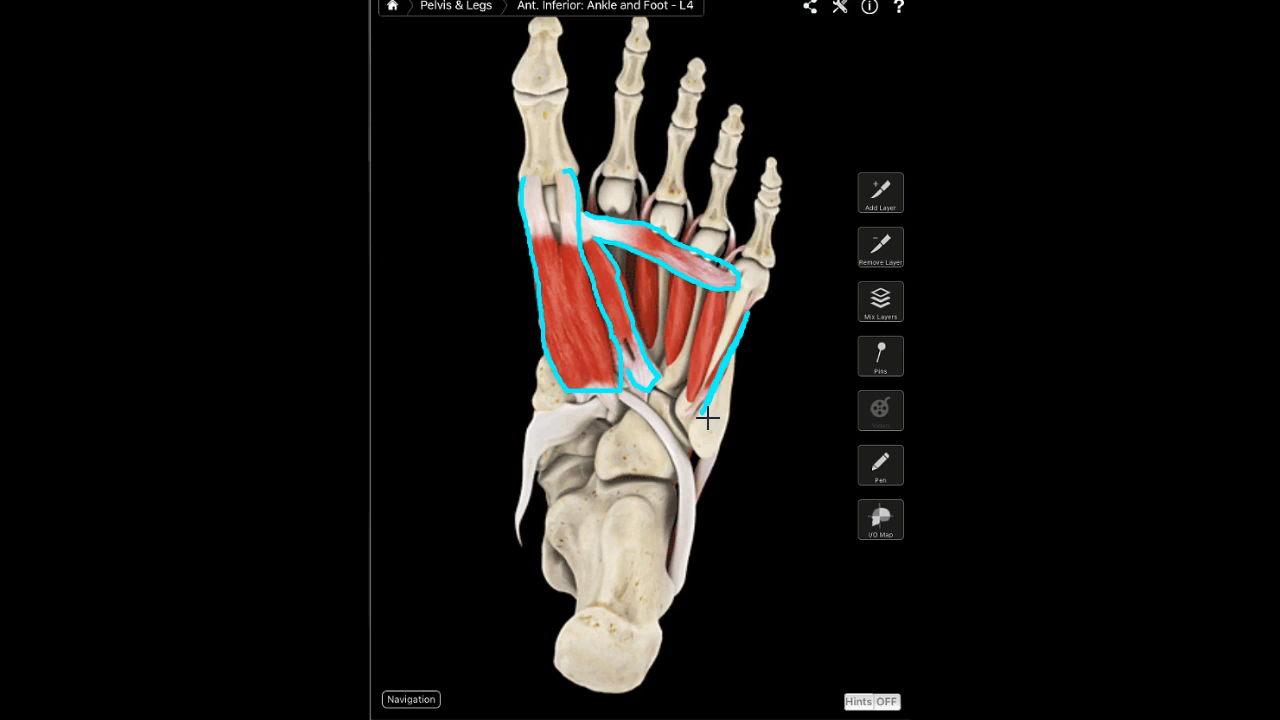 Pelvis & Legs Ant. Inferior: Ankle and Foot - L4
Add Layer
Remove Layer
Mix Layers
Pins
Video
Pen
I/O Map
Navigation
Hints OFF